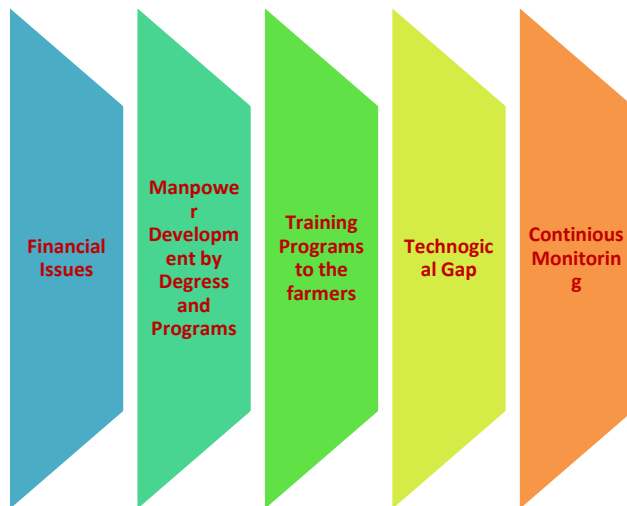 Financial
Issues
Manpowe
r
Developm
ent by
Degress
and
Programs
Training
Programs
to the
farmers
Technogic
al Gap
Continious
Monitorin
g